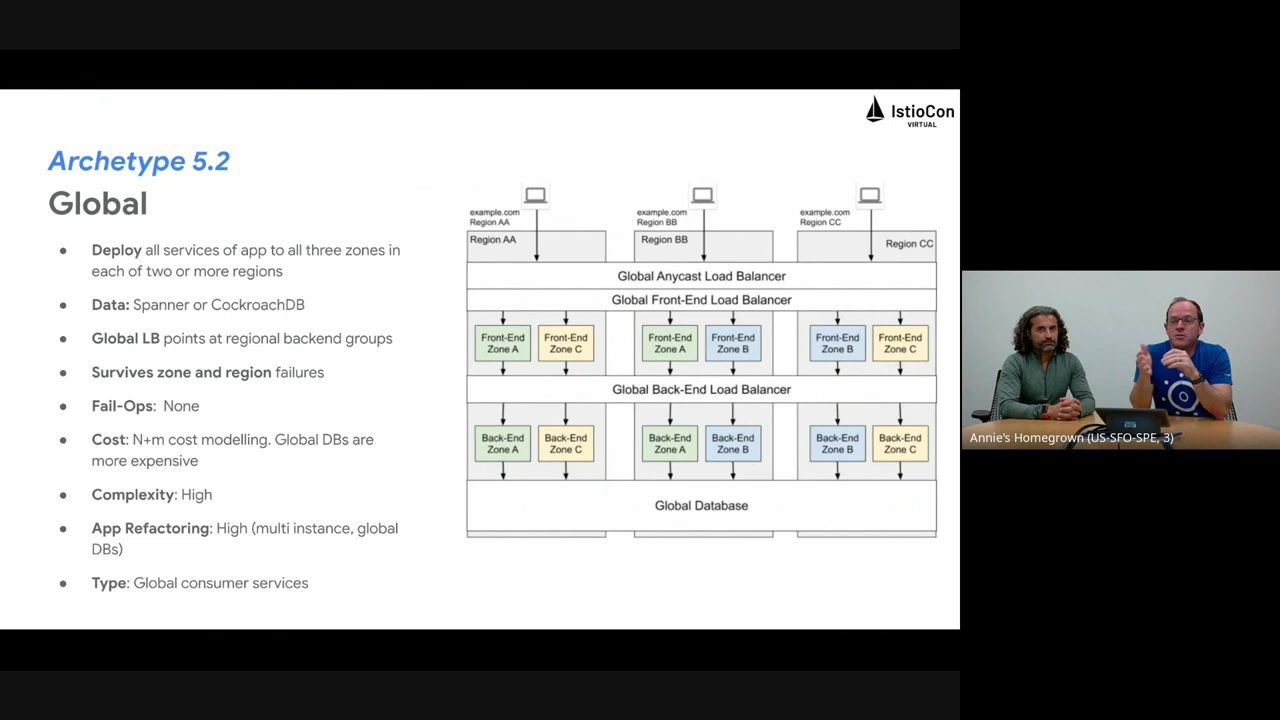 IstioCon
VIRTUAL
Archetype 5.2
Global
● Deploy all services of app to all three zones in
each of two or more regions
● Data: Spanner or CockroachDB
● Global LB points at regional backend groups
● Survives zone and region failures
● Fail-Ops: None
● Cost: N+m cost modelling. Global DBs are
more expensive
● Complexity: High
● App Refactoring: High (multi instance, global
DBs)
● Type: Global consumer services
example.com
Region AA
example.com
Region BB
example.com
Region CC
Region AA
Region BB
Region CC
Global Anycast Load Balancer
Global Front-End Load Balancer
Front-End
Zone A
Front-End
Zone C
Front-End
Zone A
Front-End
Zone B
Front-End
Zone B
Front-End
Zone C
Global Back-End Load Balancer
Back-End
Zone A
Back-End
Zone C
Back-End
Zone A
Back-End
Zone B
Back-End
Zone B
Back-End
Zone C
Global Database
Annie's Homegrown (US-SFO-SPE, 3)